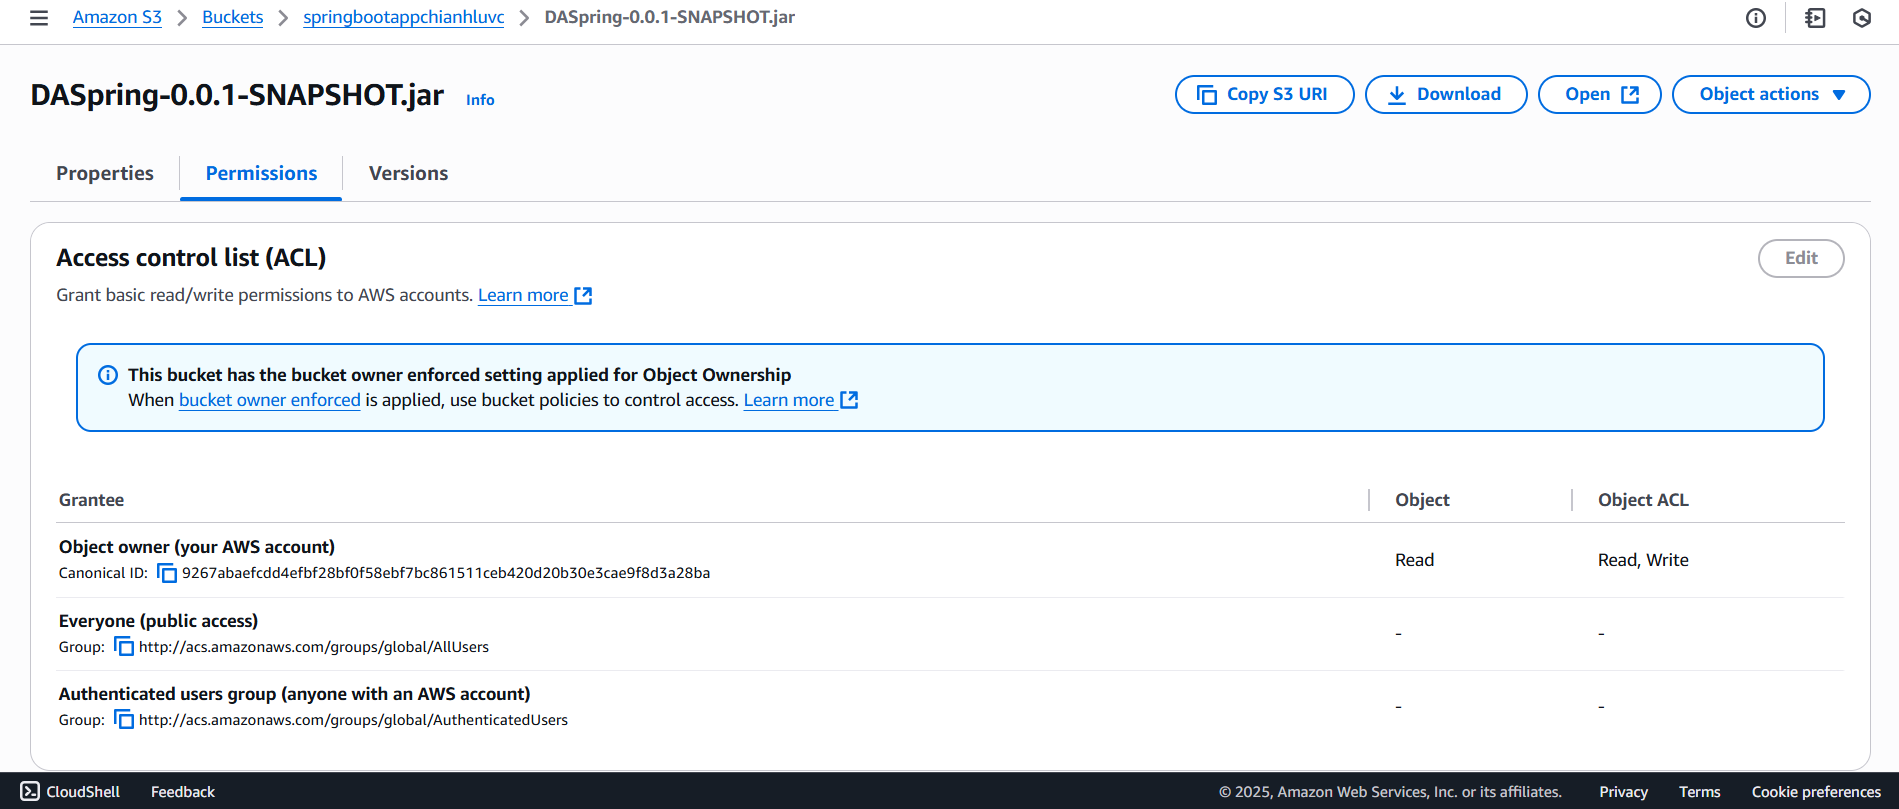 Amazon S3 > Buckets > springbootappchianhluvc > DASpring-0.0.1-SNAPSHOT.jar
DASpring-0.0.1-SNAPSHOT.jar Info
Copy S3 URI Download Open Object actions
Properties Permissions Versions
Access control list (ACL)
Edit
Grant basic read/write permissions to AWS accounts. Learn more
This bucket has the bucket owner enforced setting applied for Object Ownership
When bucket owner enforced is applied, use bucket policies to control access. Learn more
Grantee Object Object ACL
Object owner (your AWS account)
Canonical ID: 9267abaefcdd4efbf28bf0f58ebf7bc861511ceb420d20b30e3cae9f8d3a28ba
Read Read, Write
Everyone (public access)
Group: http://acs.amazonaws.com/groups/global/AllUsers
- -
Authenticated users group (anyone with an AWS account)
Group: http://acs.amazonaws.com/groups/global/AuthenticatedUsers
- -
CloudShell Feedback © 2025, Amazon Web Services, Inc. or its affiliates. Privacy Terms Cookie preferences